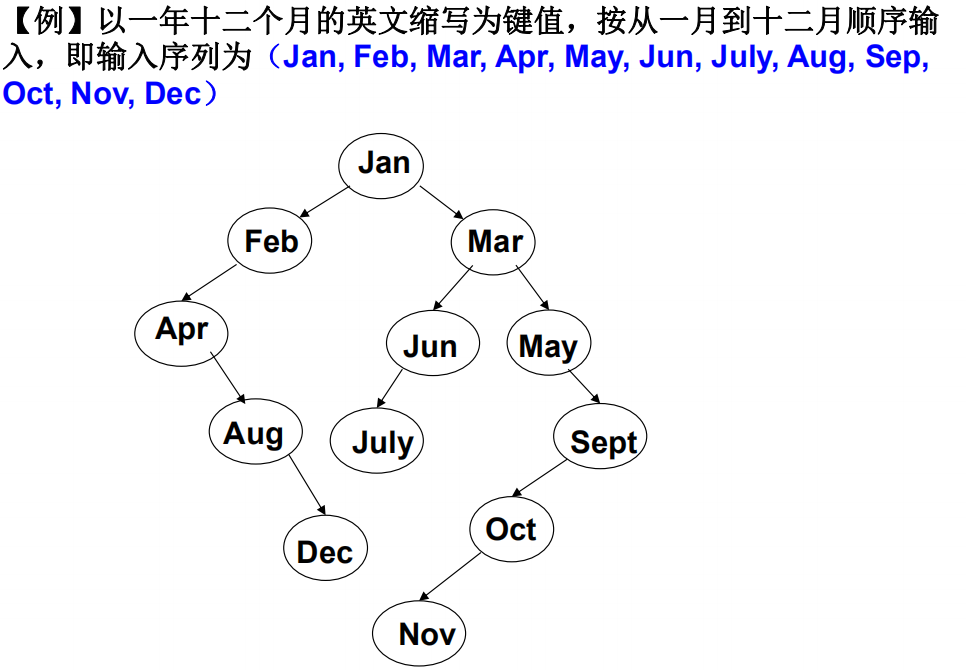 【例】以一年十二个月的英文缩写为键值，按从一月到十二月顺序输
入，即输入序列为（Jan, Feb, Mar, Apr, May, Jun, July, Aug, Sep,
Oct, Nov, Dec）
Jan
Feb
Mar
Apr
Jun
May
Aug
July
Sept
Dec
Oct
Nov